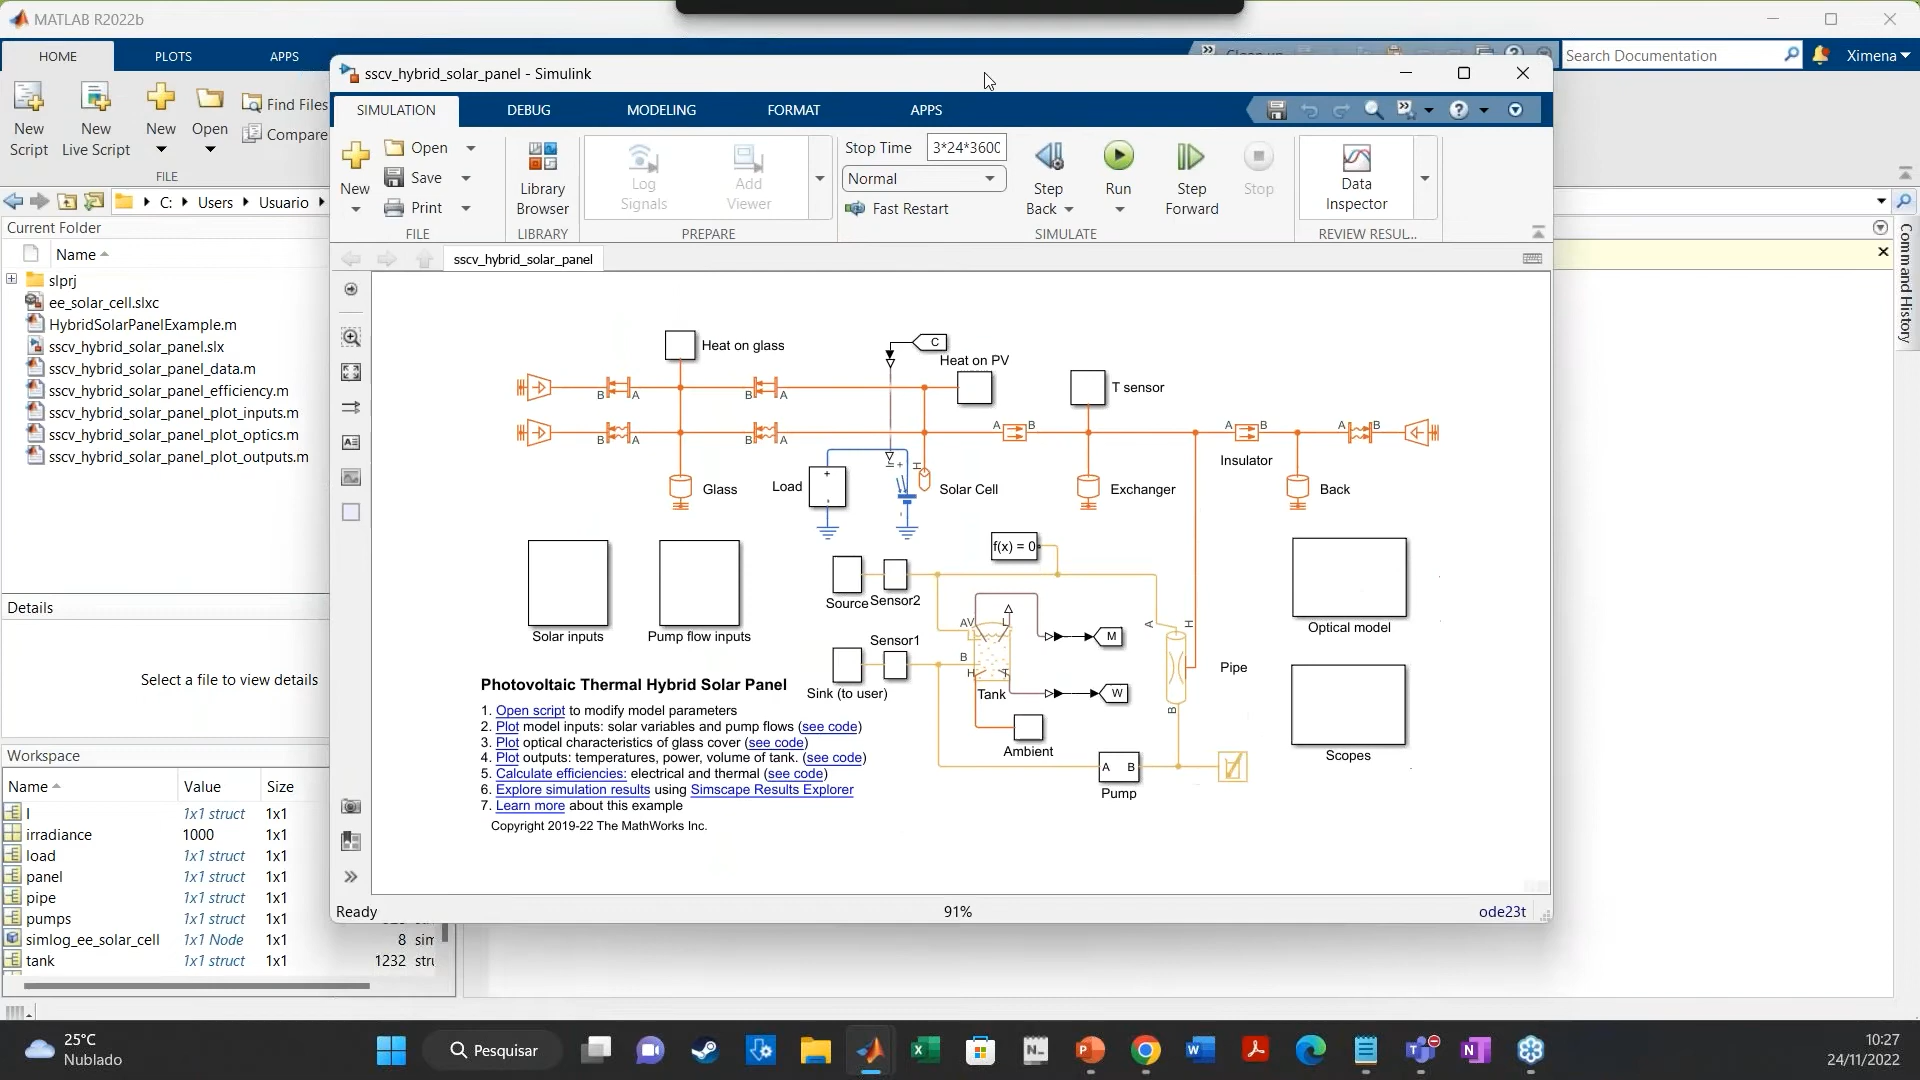 MATLAB R2022b
HOME PLOTS APPS
Search Documentation
Ximena
New Script
New Live Script
New
Open
Find Files
Compare
FILE
C: Users Usuario
Current Folder
Name
slprj
ee_solar_cell.slxc
HybridSolarPanelExample.m
sscv_hybrid_solar_panel.slx
sscv_hybrid_solar_panel_data.m
sscv_hybrid_solar_panel_efficiency.m
sscv_hybrid_solar_panel_plot_inputs.m
sscv_hybrid_solar_panel_plot_optics.m
sscv_hybrid_solar_panel_plot_outputs.m
Details
Select a file to view details
Workspace
Name Value Size
l 1x1 struct 1x1
irradiance 1000 1x1
load 1x1 struct 1x1
panel 1x1 struct 1x1
pipe 1x1 struct 1x1
pumps 1x1 struct 1x1
simlog_ee_solar_cell 1x1 Node 1x1 8 sim
tank 1x1 struct 1x1 1232 stru
Command History
sscv_hybrid_solar_panel - Simulink
SIMULATION DEBUG MODELING FORMAT APPS
New
Open
Save
Print
FILE
Library Browser
LIBRARY
Log Signals
Add Viewer
PREPARE
Stop Time 3*24*3600
Normal
Fast Restart
Step Back
Run
Step Forward
Stop
SIMULATE
Data Inspector
REVIEW RESUL...
sscv_hybrid_solar_panel
Heat on glass
C
Heat on PV
T sensor
B A B A
B A B A A B A B A B
Insulator
Glass
Load
+
H
Solar Cell
Exchanger
Back
f(x) = 0
Source
Sensor2
Solar inputs
Pump flow inputs
Sensor1
Sink (to user)
AV L
B
H T
Tank
M
W
A H
B
Pipe
Optical model
Ambient
A B
Pump
Scopes
Photovoltaic Thermal Hybrid Solar Panel
1. Open script to modify model parameters
2. Plot model inputs: solar variables and pump flows (see code)
3. Plot optical characteristics of glass cover (see code)
4. Plot outputs: temperatures, power, volume of tank. (see code)
5. Calculate efficiencies: electrical and thermal (see code)
6. Explore simulation results using Simscape Results Explorer
7. Learn more about this example
Copyright 2019-22 The MathWorks Inc.
Ready 91% ode23t
25°C
Nublado
Pesquisar
10:27
24/11/2022